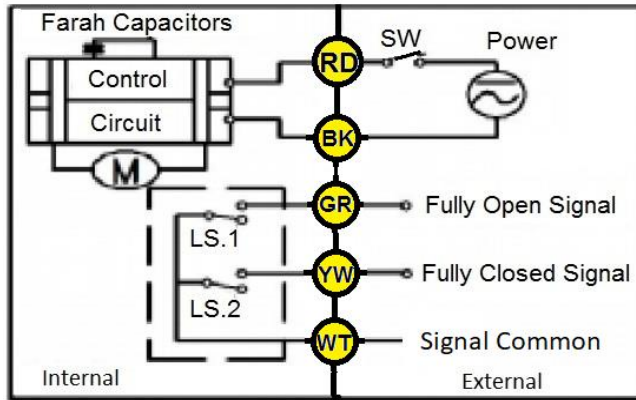 Farah Capacitors
Control
Circuit
M
RD
SW
Power
BK
GR
Fully Open Signal
LS.1
YW
Fully Closed Signal
LS.2
WT
Signal Common
Internal
External